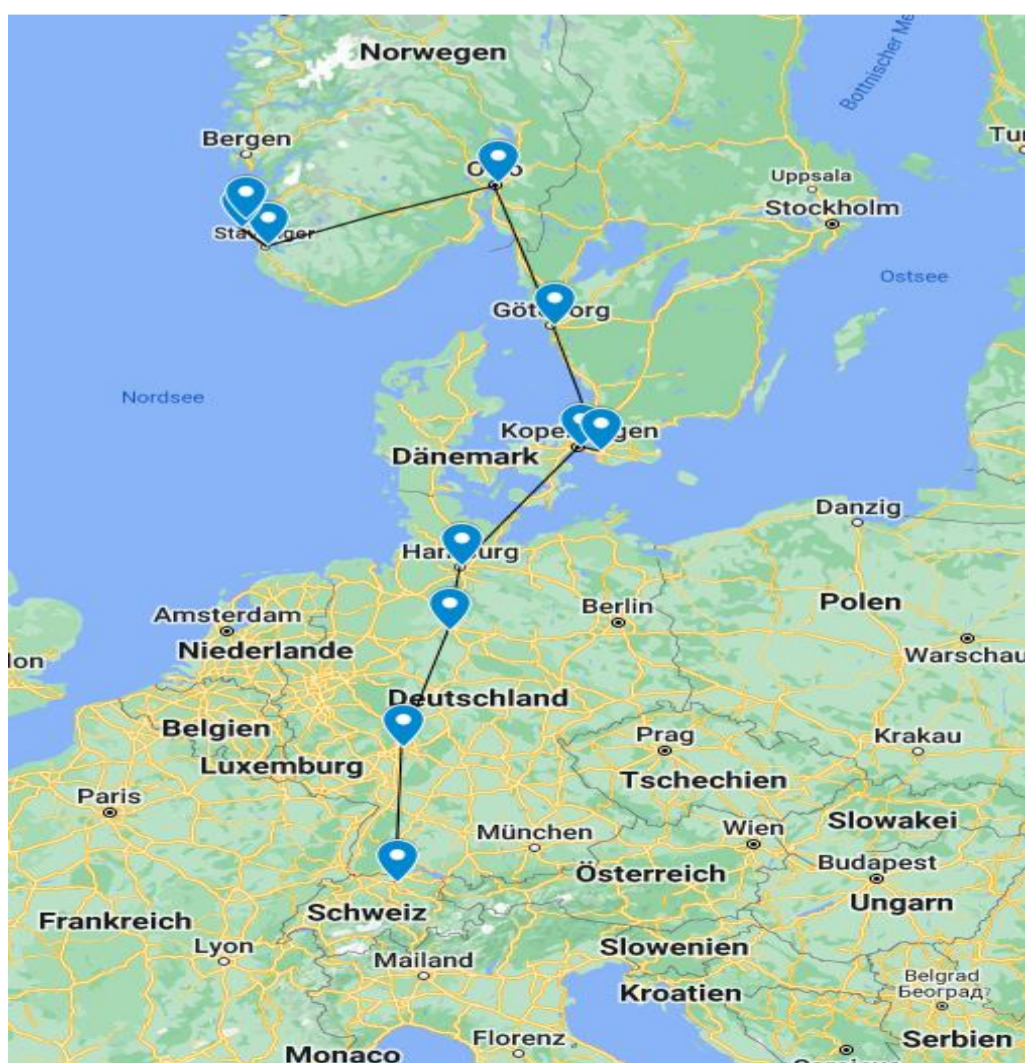 Norwegen
Bottnischer Me
Bergen
Tur
Uppsala
Stockholm
Ostsee
Nordsee
Dänemark
Danzig
Amsterdam
Berlin
Polen
Niederlande
don
Warschau
Deutschland
Belgien
Prag
Krakau
Luxemburg
Tschechien
Paris
Slowakei
München
Wien
Budapest
Österreich
Ungarn
Schweiz
Frankreich
Lyon
Slowenien
Mailand
Belgrad
Београд
Kroatien
Serbien
Florenz
Monaco